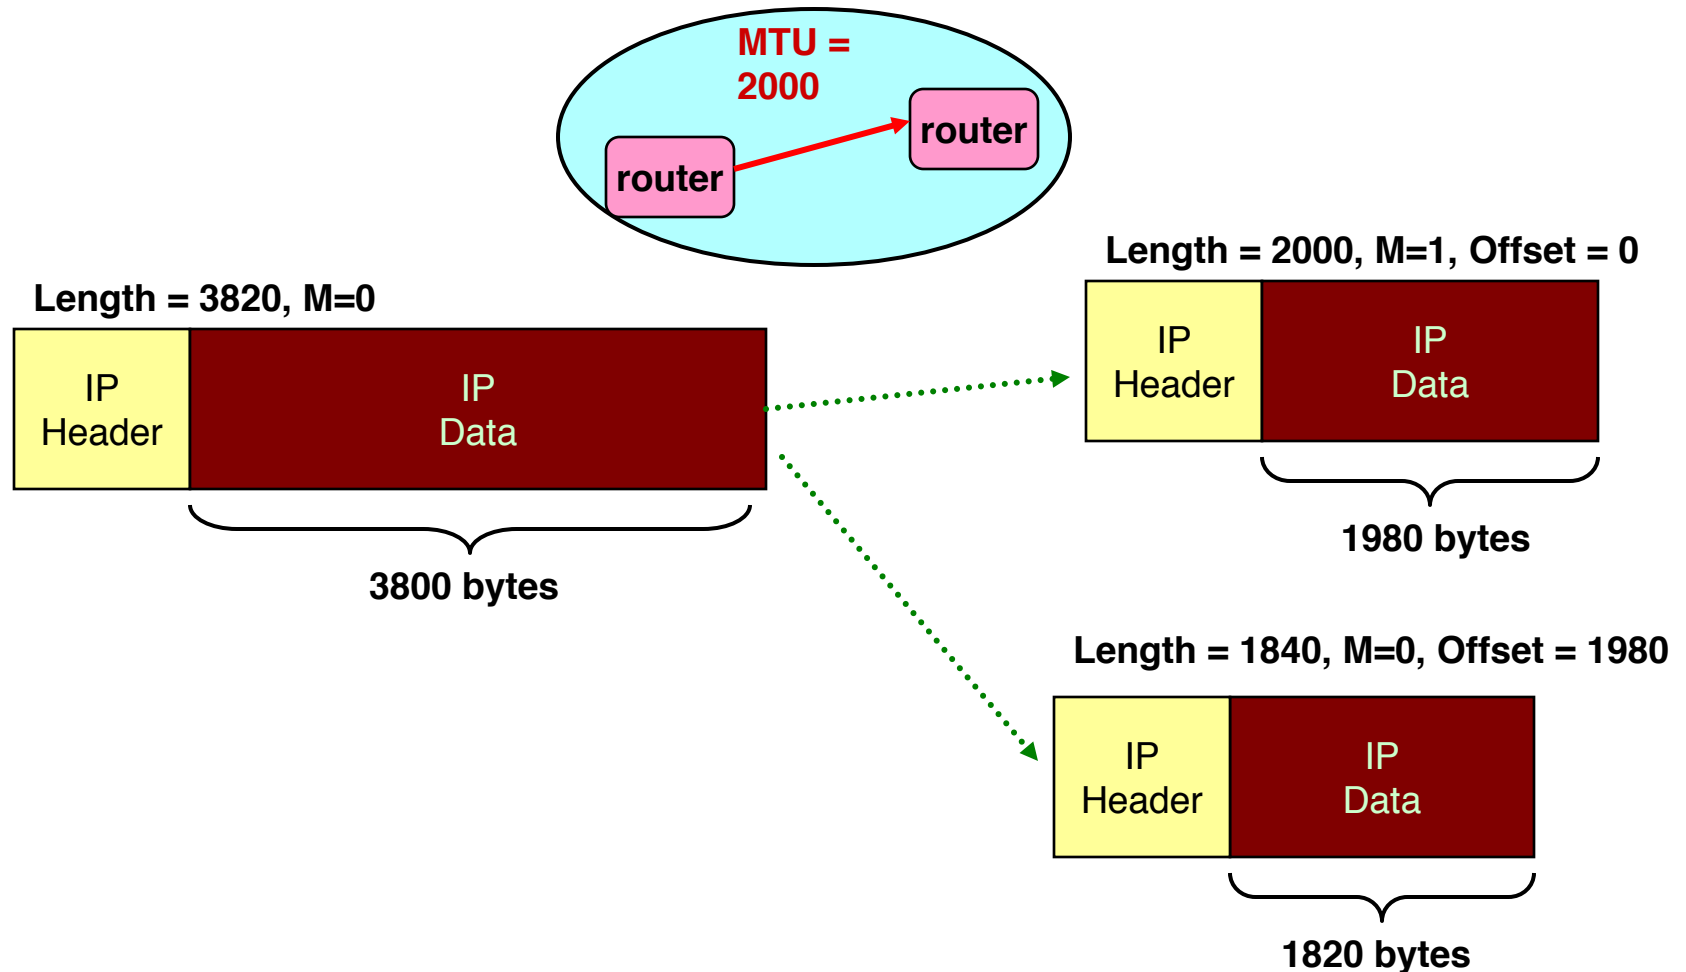 MTU =
2000
router
router
Length = 3820, M=0
IP
Header
IP
Data
3800 bytes
Length = 2000, M=1, Offset = 0
IP
Header
IP
Data
1980 bytes
Length = 1840, M=0, Offset = 1980
IP
Header
IP
Data
1820 bytes